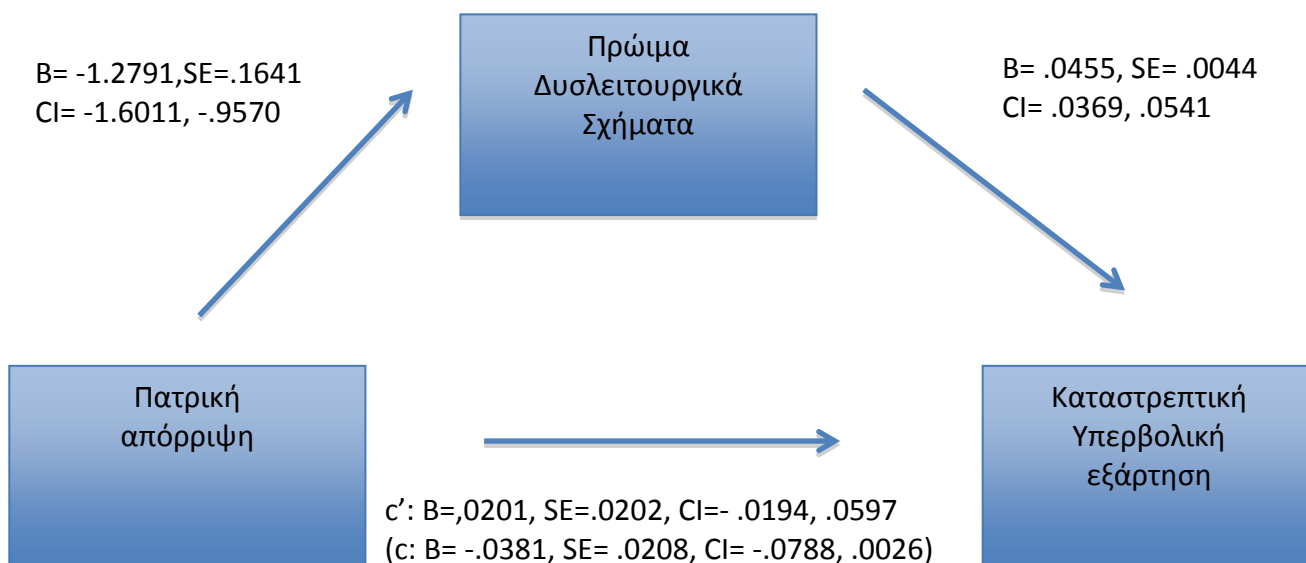 Πρώιμα
Δυσλειτουργικά
Σχήματα
B= -1.2791,SE=.1641
CI= -1.6011, -.9570
B= .0455, SE= .0044
CI= .0369, .0541
Πατρική
απόρριψη
Καταστρεπτική
Υπερβολική
εξάρτηση
c’: B=,0201, SE=.0202, CI=- .0194, .0597
(c: B= -.0381, SE= .0208, CI= -.0788, .0026)